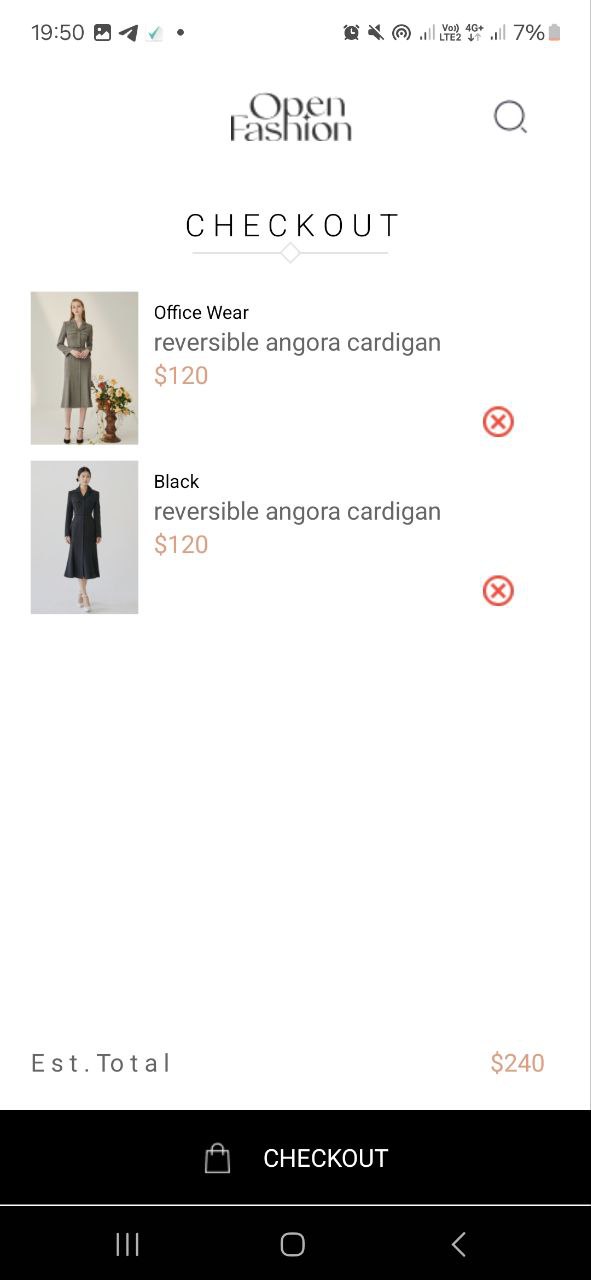 19:50
Vo)) 4G+
LTE2
7%
Open
Fashion
CHECKOUT
Office Wear
reversible angora cardigan
$120
Black
reversible angora cardigan
$120
Est.Total
$240
CHECKOUT